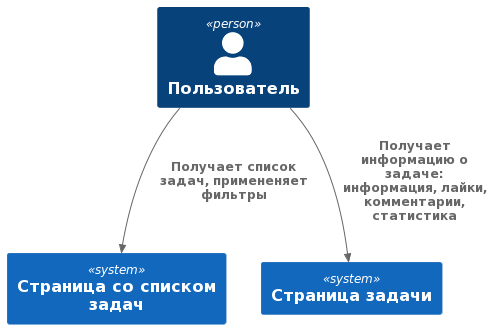 «person»
Пользователь
Получает список
задач, примененяет
фильтры
Получает
информацию о
задаче:
информация, лайки,
комментарии,
статистика
«system»
Страница со списком
задач
«system»
Страница задачи